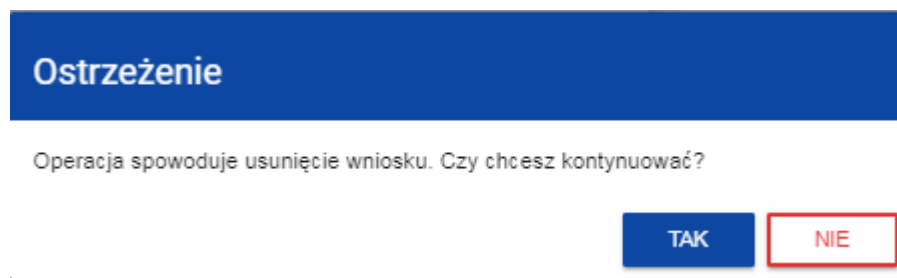 Ostrzeżenie
Operacja spowoduje usunięcie wniosku. Czy chcesz kontynuować?
TAK NIE